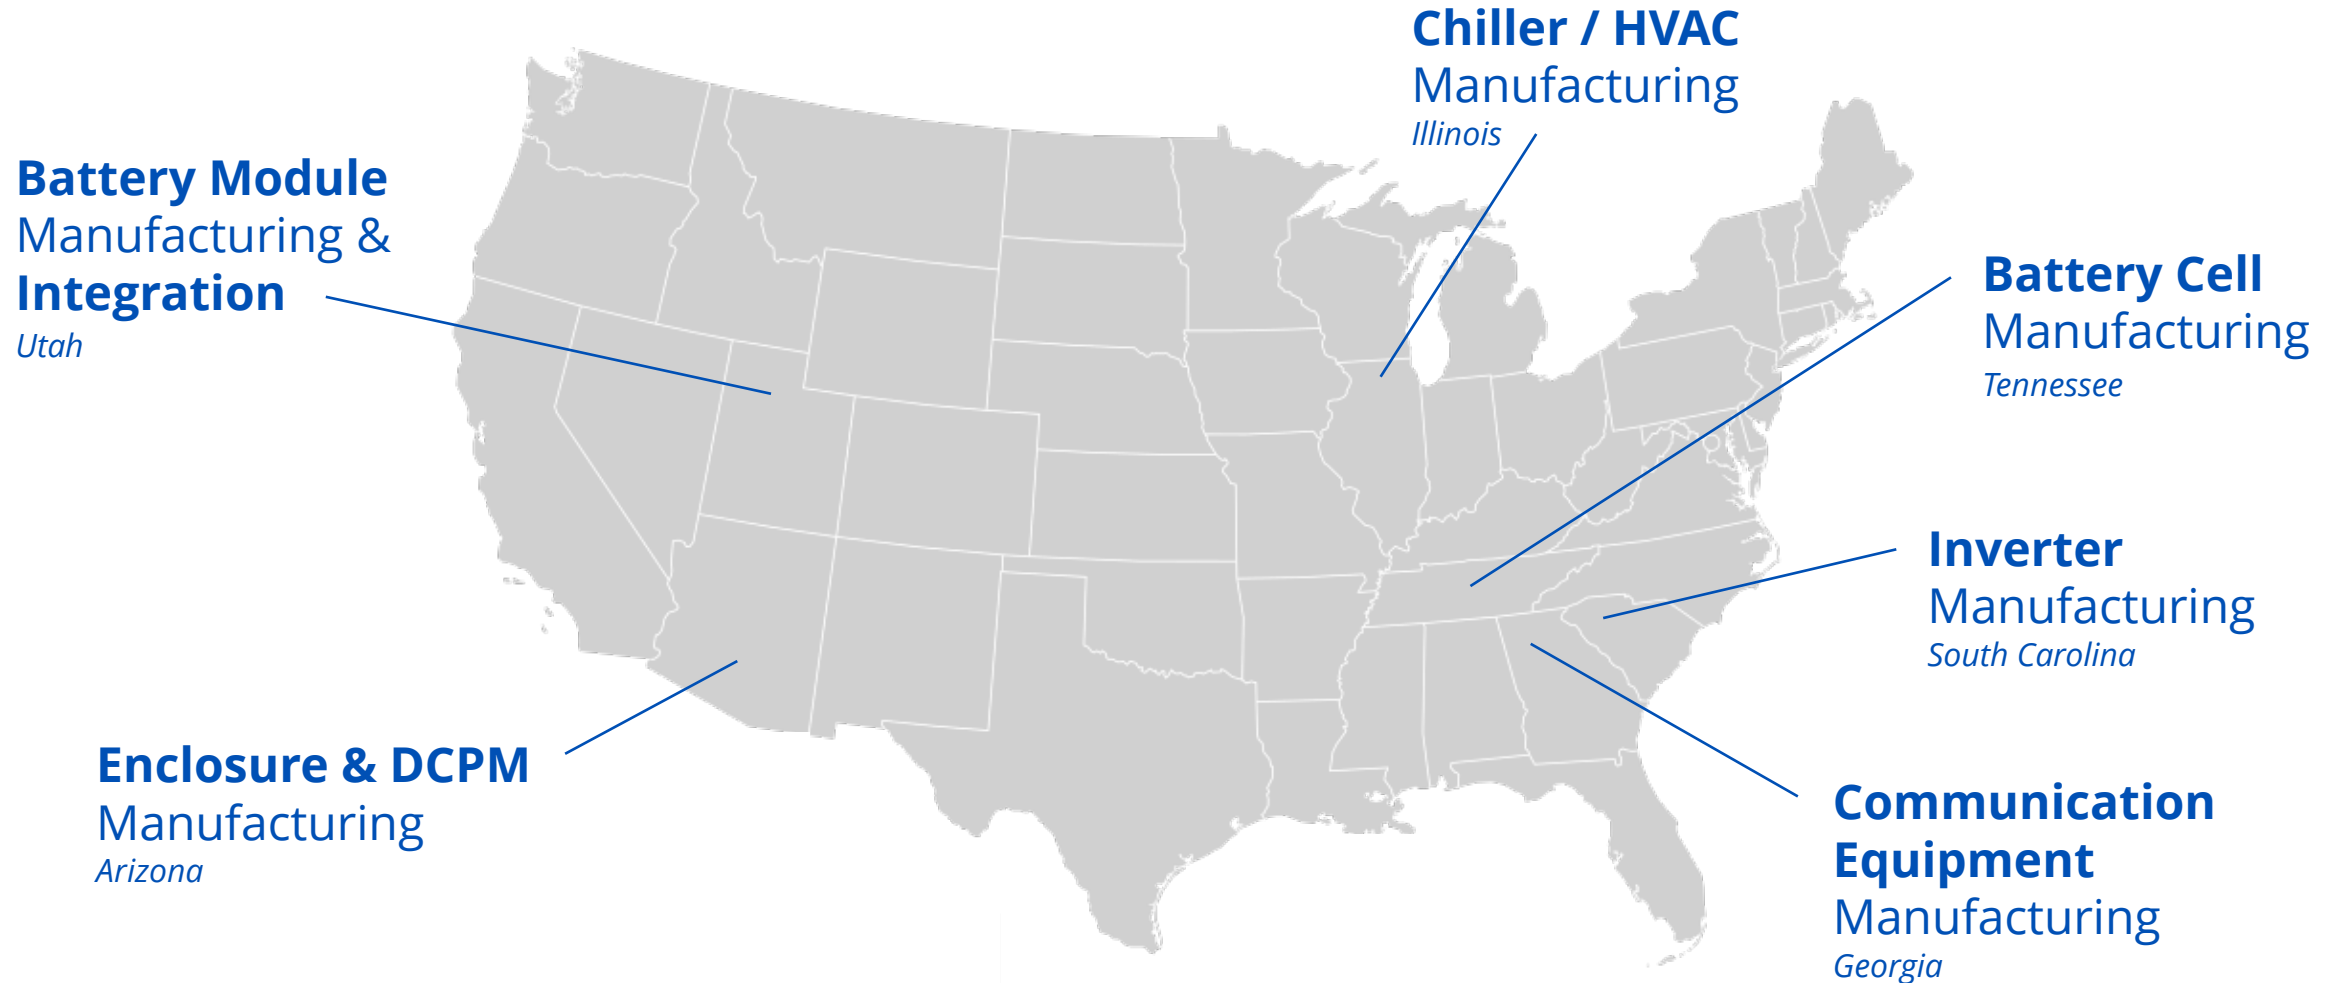 Chiller / HVAC
Manufacturing
Illinois
Battery Module
Manufacturing &
Integration
Utah
Battery Cell
Manufacturing
Tennessee
Inverter
Manufacturing
South Carolina
Enclosure & DCPM
Manufacturing
Arizona
Communication
Equipment
Manufacturing
Georgia